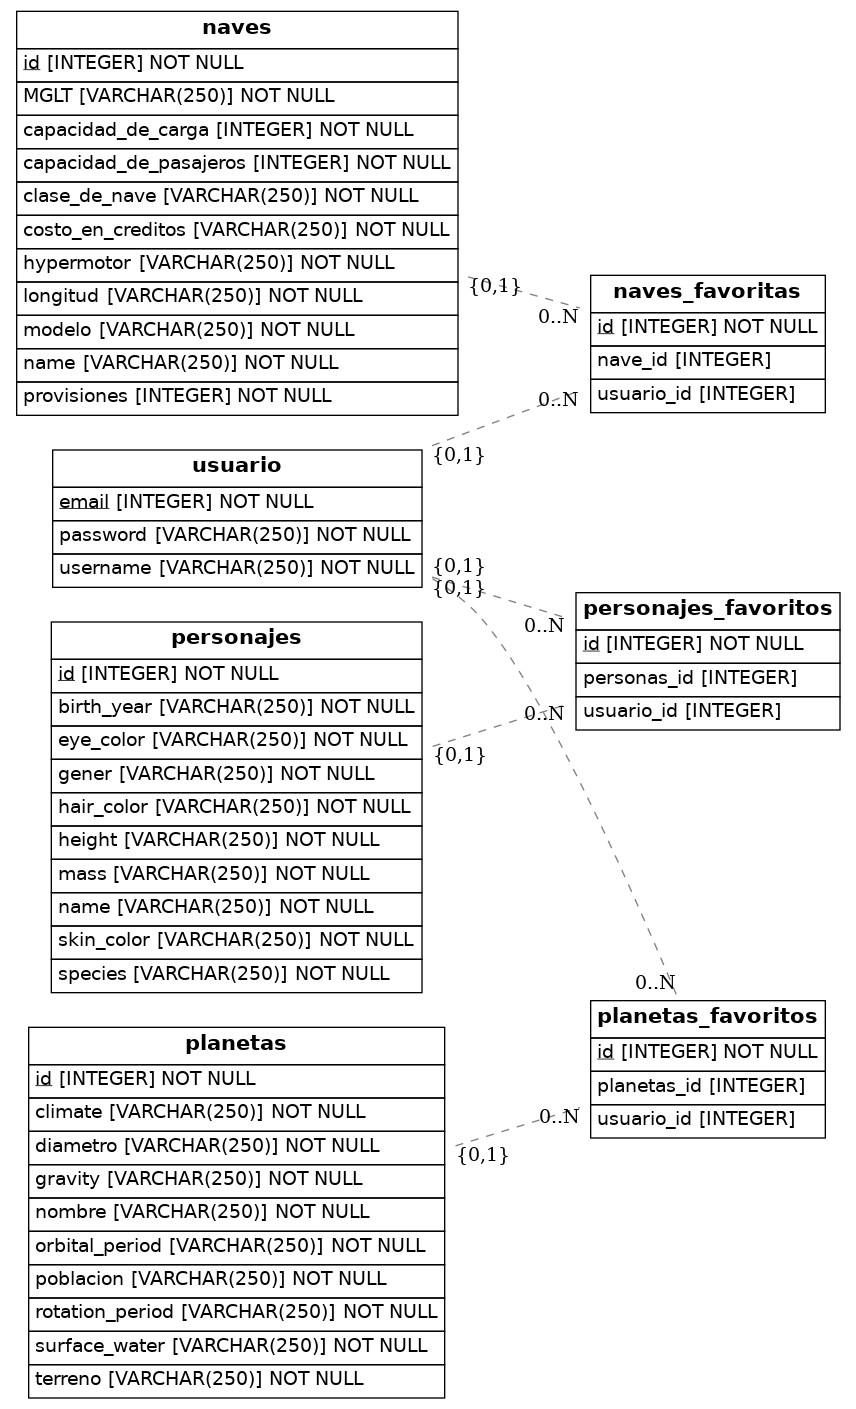 naves
id [INTEGER] NOT NULL
MGLT [VARCHAR(250)] NOT NULL
capacidad_de_carga [INTEGER] NOT NULL
capacidad_de_pasajeros [INTEGER] NOT NULL
clase_de_nave [VARCHAR(250)] NOT NULL
costo_en_creditos [VARCHAR(250)] NOT NULL
hypermotor [VARCHAR(250)] NOT NULL
longitud [VARCHAR(250)] NOT NULL
modelo [VARCHAR(250)] NOT NULL
name [VARCHAR(250)] NOT NULL
provisiones [INTEGER] NOT NULL
{0,1}
0..N
naves_favoritas
id [INTEGER] NOT NULL
nave_id [INTEGER]
usuario_id [INTEGER]
0..N
{0,1}
usuario
email [INTEGER] NOT NULL
password [VARCHAR(250)] NOT NULL
username [VARCHAR(250)] NOT NULL
{0,1}
{0,1}
0..N
personajes_favoritos
id [INTEGER] NOT NULL
personas_id [INTEGER]
usuario_id [INTEGER]
0..N
{0,1}
personajes
id [INTEGER] NOT NULL
birth_year [VARCHAR(250)] NOT NULL
eye_color [VARCHAR(250)] NOT NULL
gener [VARCHAR(250)] NOT NULL
hair_color [VARCHAR(250)] NOT NULL
height [VARCHAR(250)] NOT NULL
mass [VARCHAR(250)] NOT NULL
name [VARCHAR(250)] NOT NULL
skin_color [VARCHAR(250)] NOT NULL
species [VARCHAR(250)] NOT NULL
0..N
planetas_favoritos
id [INTEGER] NOT NULL
planetas_id [INTEGER]
usuario_id [INTEGER]
0..N
{0,1}
planetas
id [INTEGER] NOT NULL
climate [VARCHAR(250)] NOT NULL
diametro [VARCHAR(250)] NOT NULL
gravity [VARCHAR(250)] NOT NULL
nombre [VARCHAR(250)] NOT NULL
orbital_period [VARCHAR(250)] NOT NULL
poblacion [VARCHAR(250)] NOT NULL
rotation_period [VARCHAR(250)] NOT NULL
surface_water [VARCHAR(250)] NOT NULL
terreno [VARCHAR(250)] NOT NULL